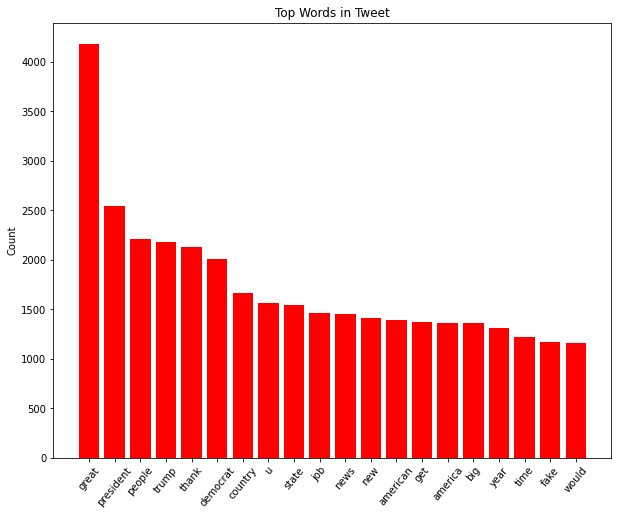 Top Words in Tweet
Count
4000
3500
3000
2500
2000
1500
1000
500
0
great
president
people
trump
thank
democrat
country
u
state
job
news
new
american
get
america
big
year
time
fake
would